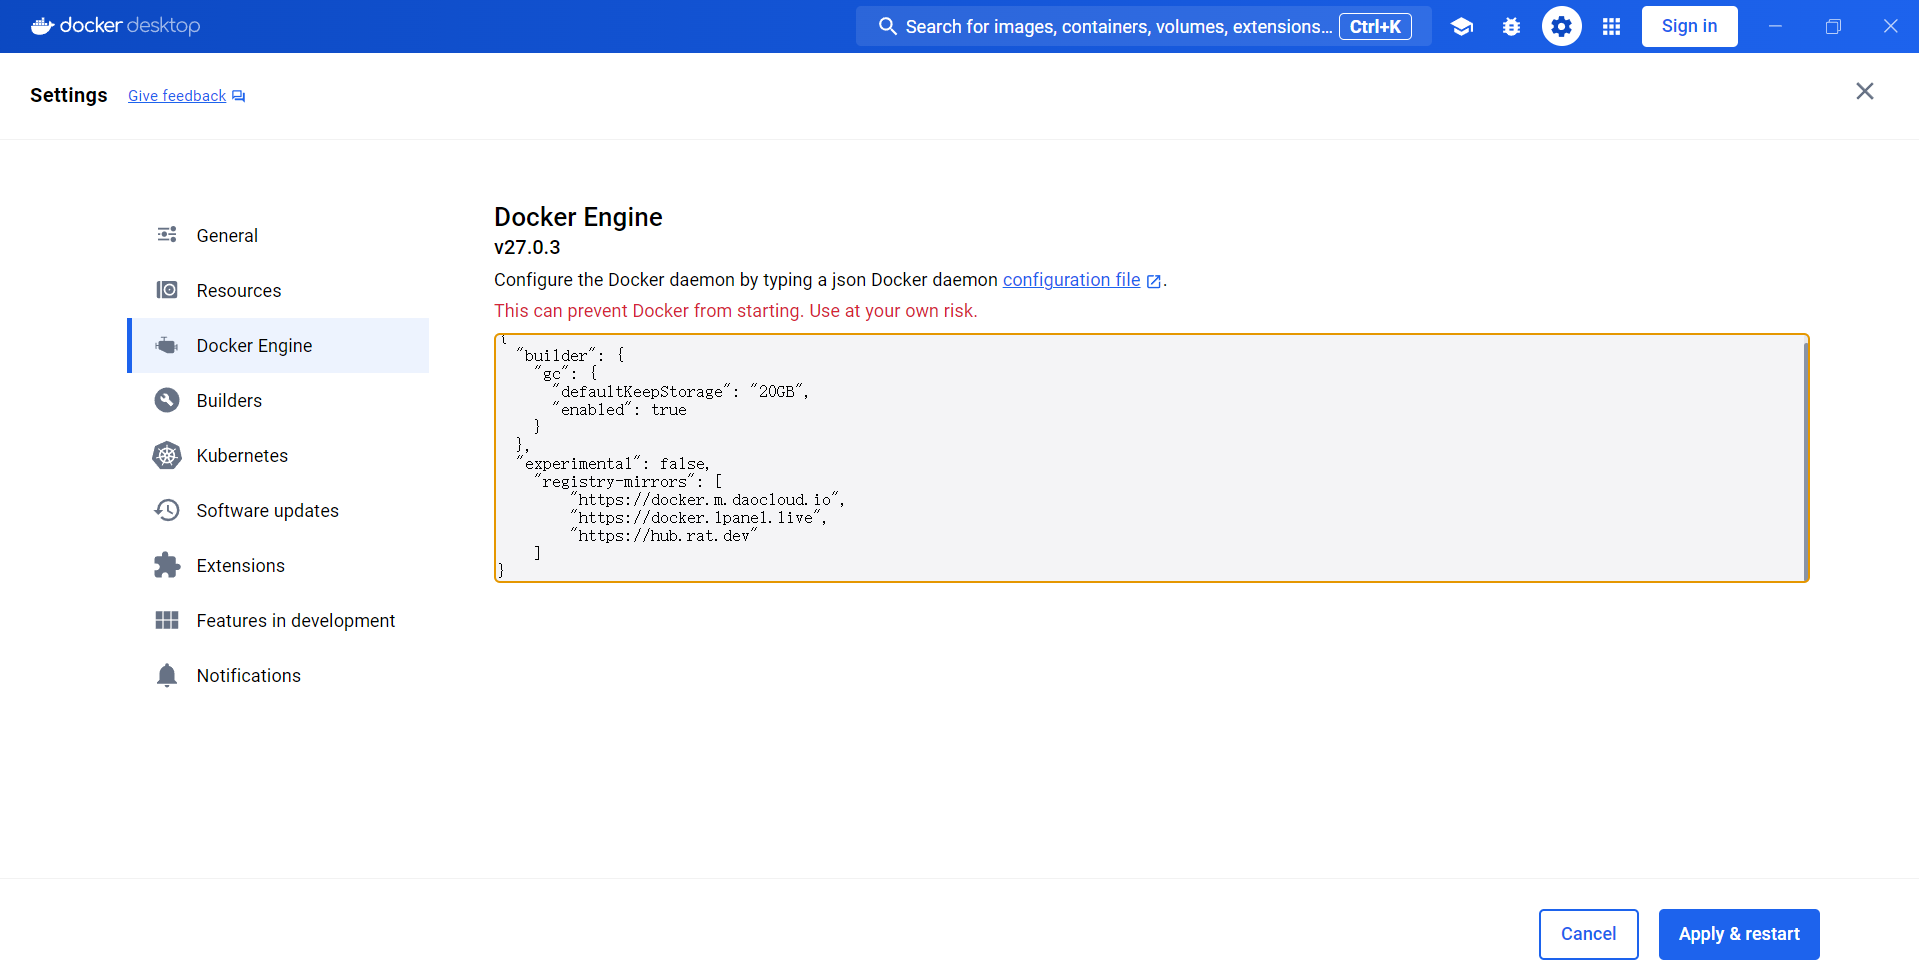 docker desktop
Search for images, containers, volumes, extensions... Ctrl+K
Sign in
Settings
Give feedback
General
Resources
Docker Engine
Builders
Kubernetes
Software updates
Extensions
Features in development
Notifications
Docker Engine
v27.0.3
Configure the Docker daemon by typing a json Docker daemon configuration file.
This can prevent Docker from starting. Use at your own risk.
{
  "builder": {
    "gc": {
      "defaultKeepStorage": "20GB",
      "enabled": true
    }
  },
  "experimental": false,
    "registry-mirrors": [
        "https://docker.m.daocloud.io",
        "https://docker.1panel.live",
        "https://hub.rat.dev"
    ]
}
Cancel
Apply & restart